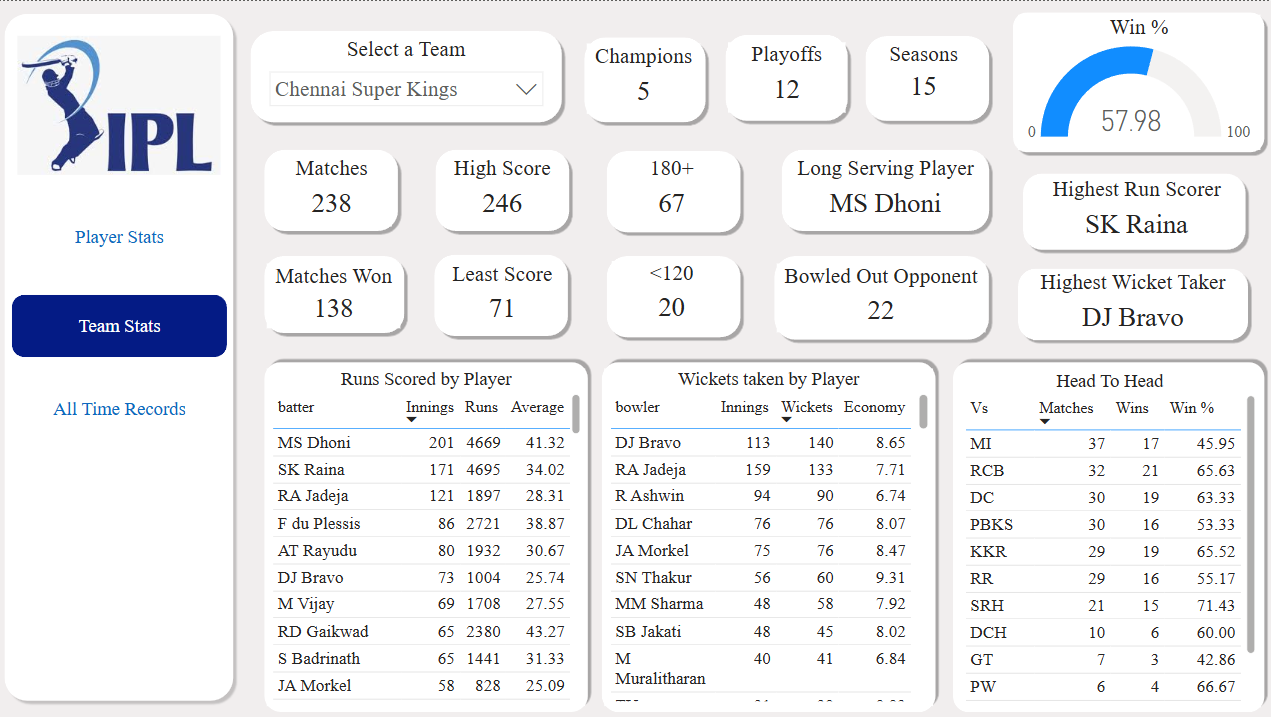 IPL
Player Stats
Team Stats
All Time Records
Select a Team
Chennai Super Kings
Champions
5
Playoffs
12
Seasons
15
Win %
57.98
0
100
Matches
238
High Score
246
180+
67
Long Serving Player
MS Dhoni
Highest Run Scorer
SK Raina
Matches Won
138
Least Score
71
<120
20
Bowled Out Opponent
22
Highest Wicket Taker
DJ Bravo
Runs Scored by Player
batter Innings Runs Average
MS Dhoni 201 4669 41.32
SK Raina 171 4695 34.02
RA Jadeja 121 1897 28.31
F du Plessis 86 2721 38.87
AT Rayudu 80 1932 30.67
DJ Bravo 73 1004 25.74
M Vijay 69 1708 27.55
RD Gaikwad 65 2380 43.27
S Badrinath 65 1441 31.33
JA Morkel 58 828 25.09
Wickets taken by Player
bowler Innings Wickets Economy
DJ Bravo 113 140 8.65
RA Jadeja 159 133 7.71
R Ashwin 94 90 6.74
DL Chahar 76 76 8.07
JA Morkel 75 76 8.47
SN Thakur 56 60 9.31
MM Sharma 48 58 7.92
SB Jakati 48 45 8.02
M 40 41 6.84
Muralitharan
Head To Head
Vs Matches Wins Win %
MI 37 17 45.95
RCB 32 21 65.63
DC 30 19 63.33
PBKS 30 16 53.33
KKR 29 19 65.52
RR 29 16 55.17
SRH 21 15 71.43
DCH 10 6 60.00
GT 7 3 42.86
PW 6 4 66.67